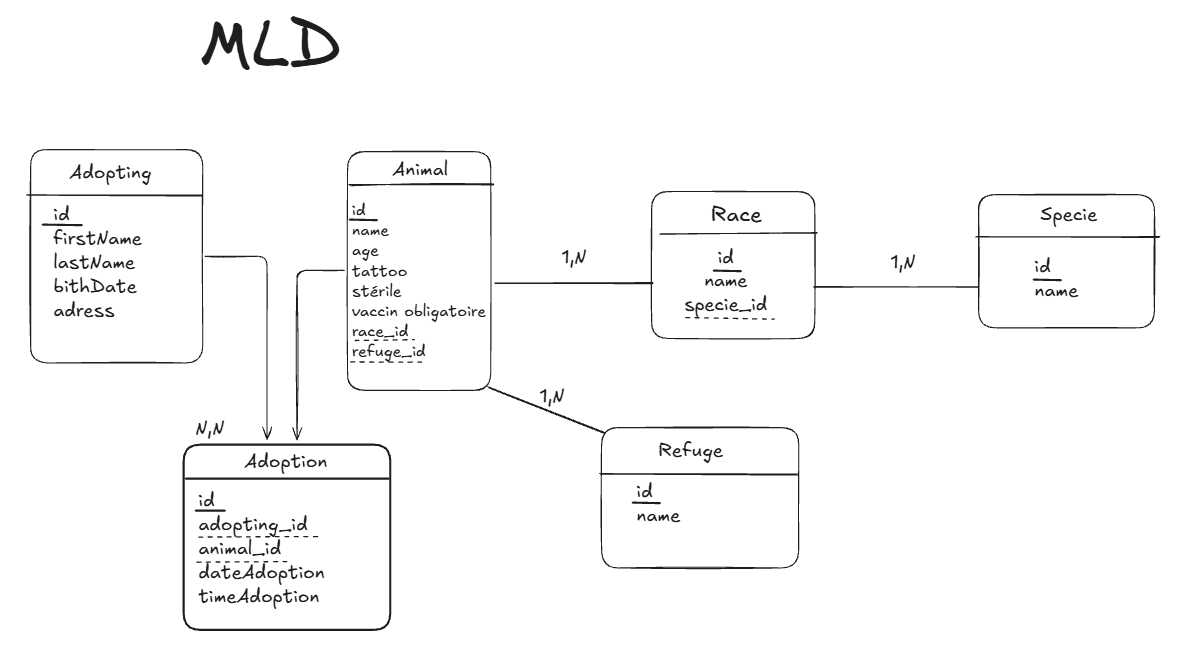 MLD
Adopting
id
firstName
lastName
bithDate
adress
Animal
id
name
age
tattoo
stérile
vaccin obligatoire
race_id
refuge_id
1,N
Race
id
name
specie_id
1,N
Specie
id
name
1,N
Refuge
id
name
N,N
Adoption
id
adopting_id
animal_id
dateAdoption
timeAdoption